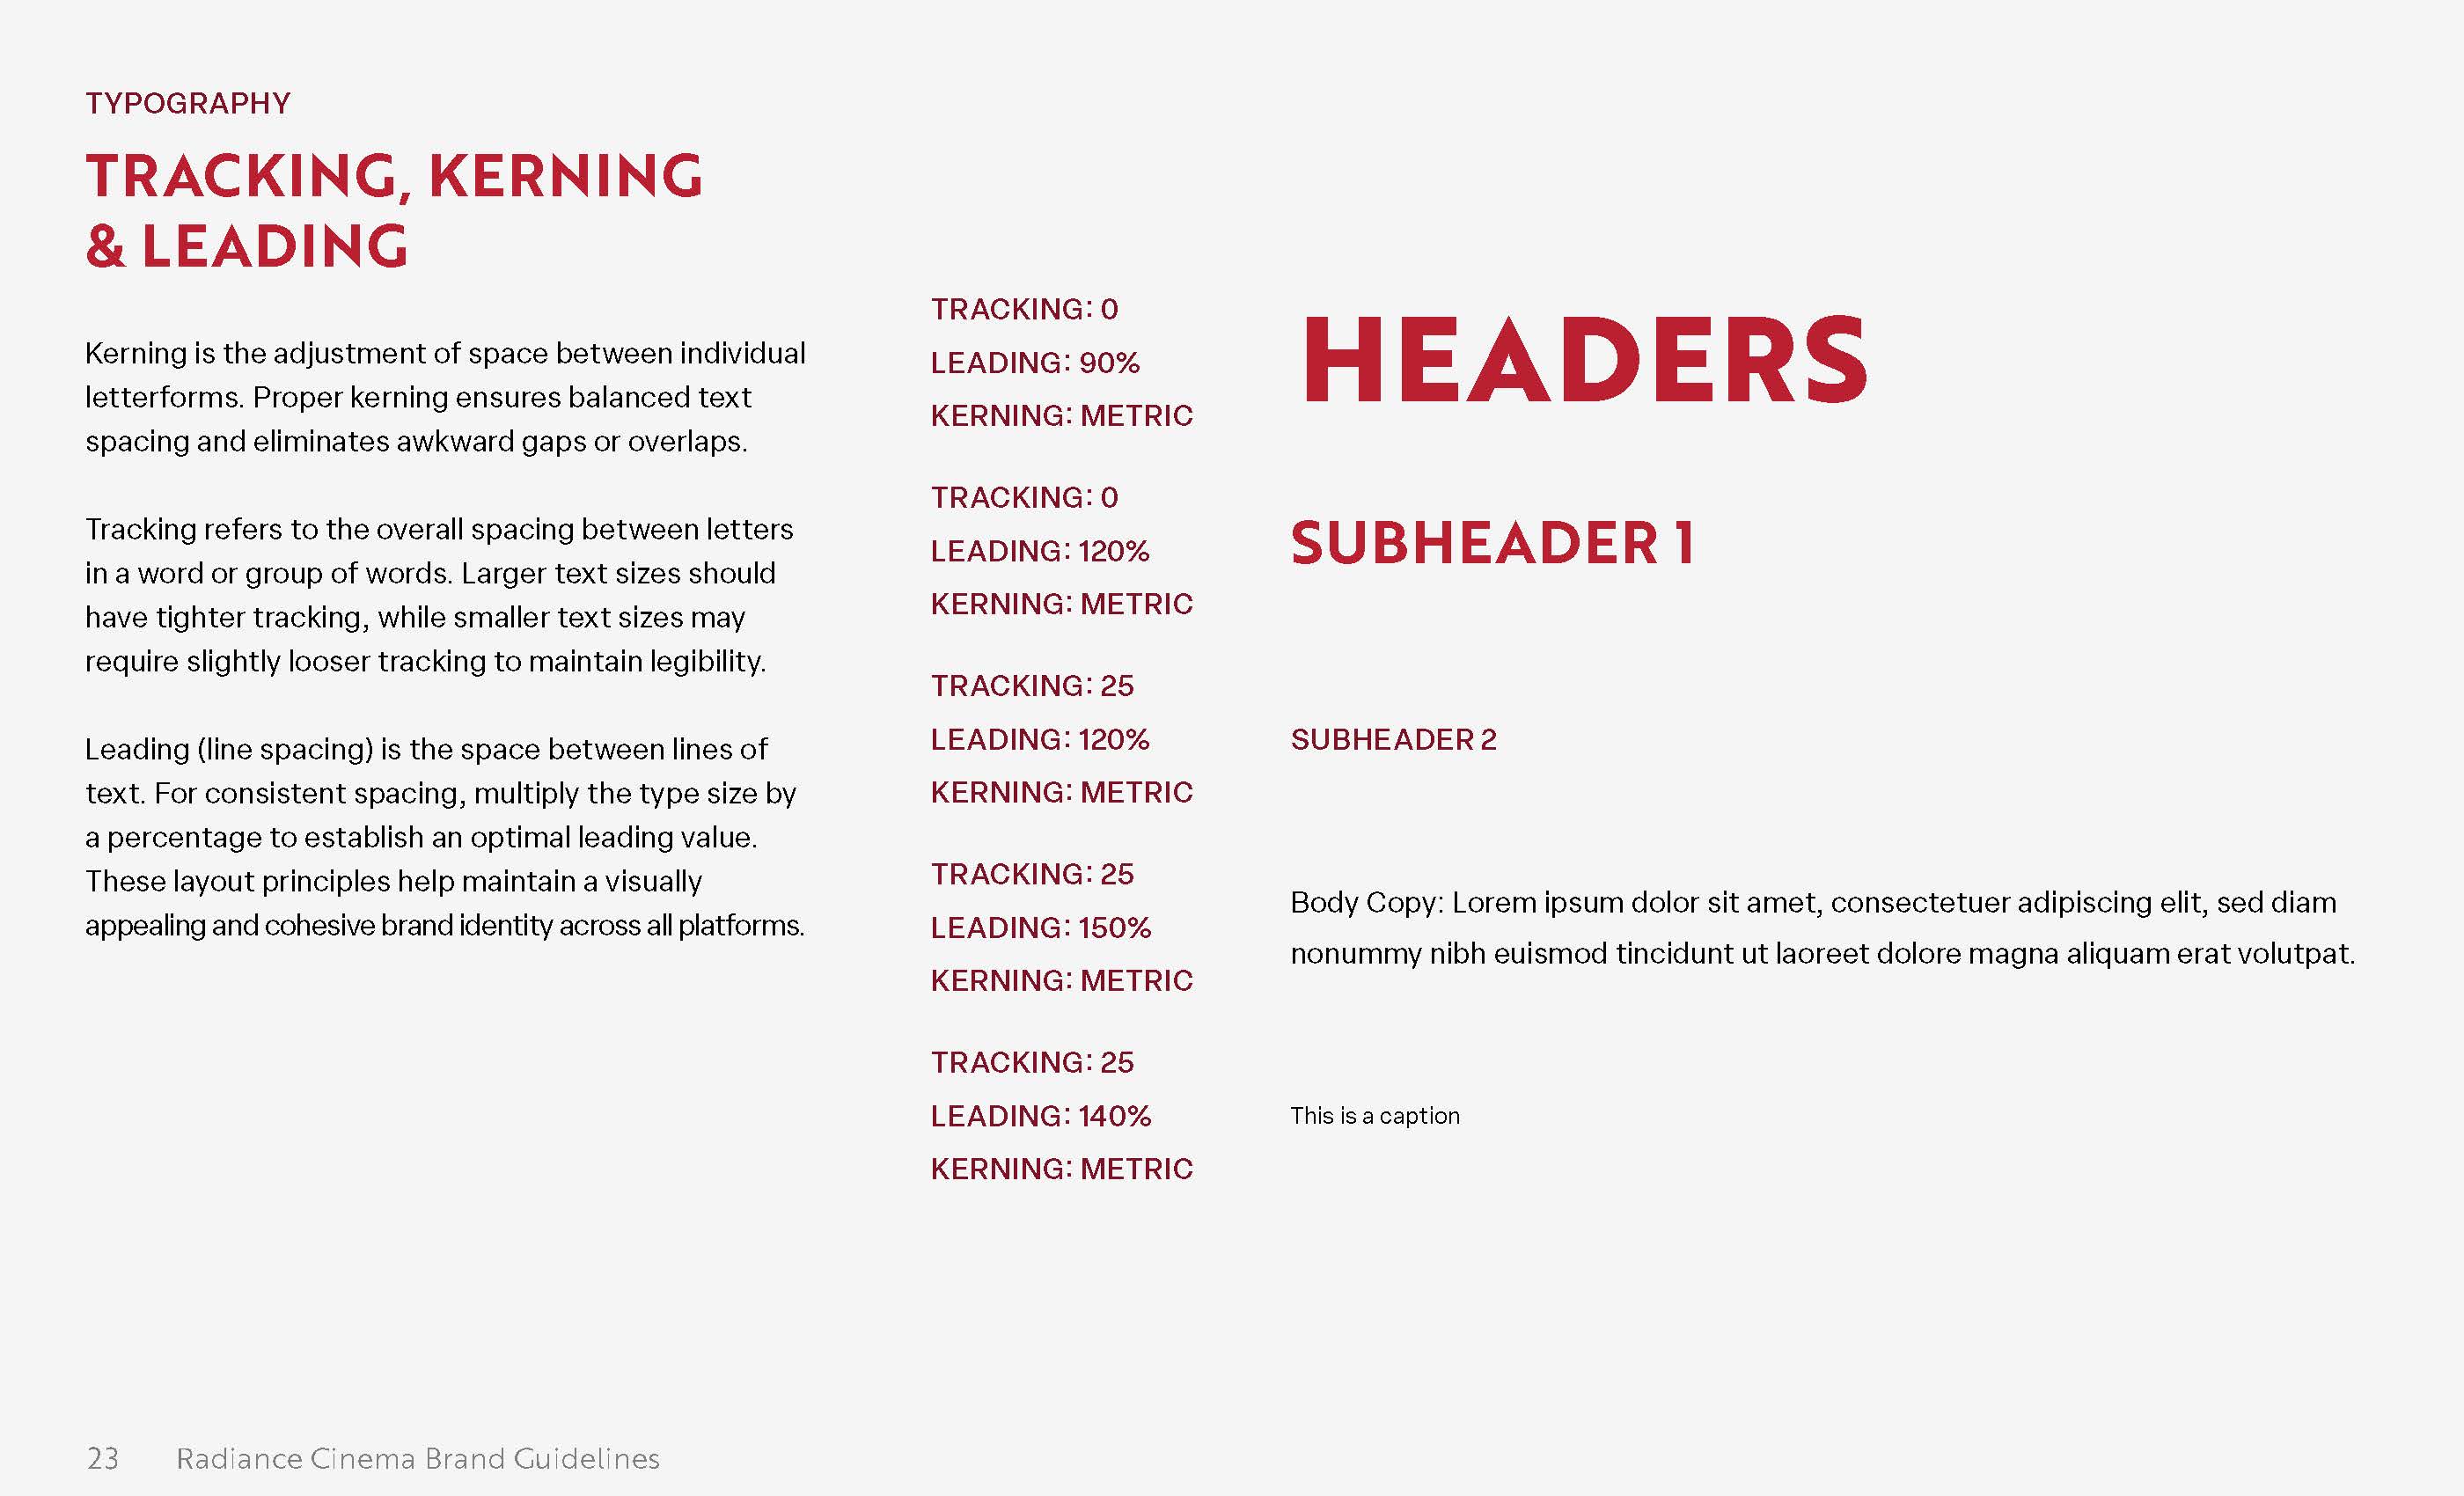 TYPOGRAPHY
TRACKING, KERNING
& LEADING
Kerning is the adjustment of space between individual
letterforms. Proper kerning ensures balanced text
spacing and eliminates awkward gaps or overlaps.
Tracking refers to the overall spacing between letters
in a word or group of words. Larger text sizes should
have tighter tracking, while smaller text sizes may
require slightly looser tracking to maintain legibility.
Leading (line spacing) is the space between lines of
text. For consistent spacing, multiply the type size by
a percentage to establish an optimal leading value.
These layout principles help maintain a visually
appealing and cohesive brand identity across all platforms.
TRACKING: 0
LEADING: 90%
KERNING: METRIC
HEADERS
TRACKING: 0
LEADING: 120%
KERNING: METRIC
SUBHEADER 1
TRACKING: 25
LEADING: 120%
KERNING: METRIC
SUBHEADER 2
TRACKING: 25
LEADING: 150%
KERNING: METRIC
Body Copy: Lorem ipsum dolor sit amet, consectetuer adipiscing elit, sed diam
nonummy nibh euismod tincidunt ut laoreet dolore magna aliquam erat volutpat.
TRACKING: 25
LEADING: 140%
KERNING: METRIC
This is a caption
23 Radiance Cinema Brand Guidelines